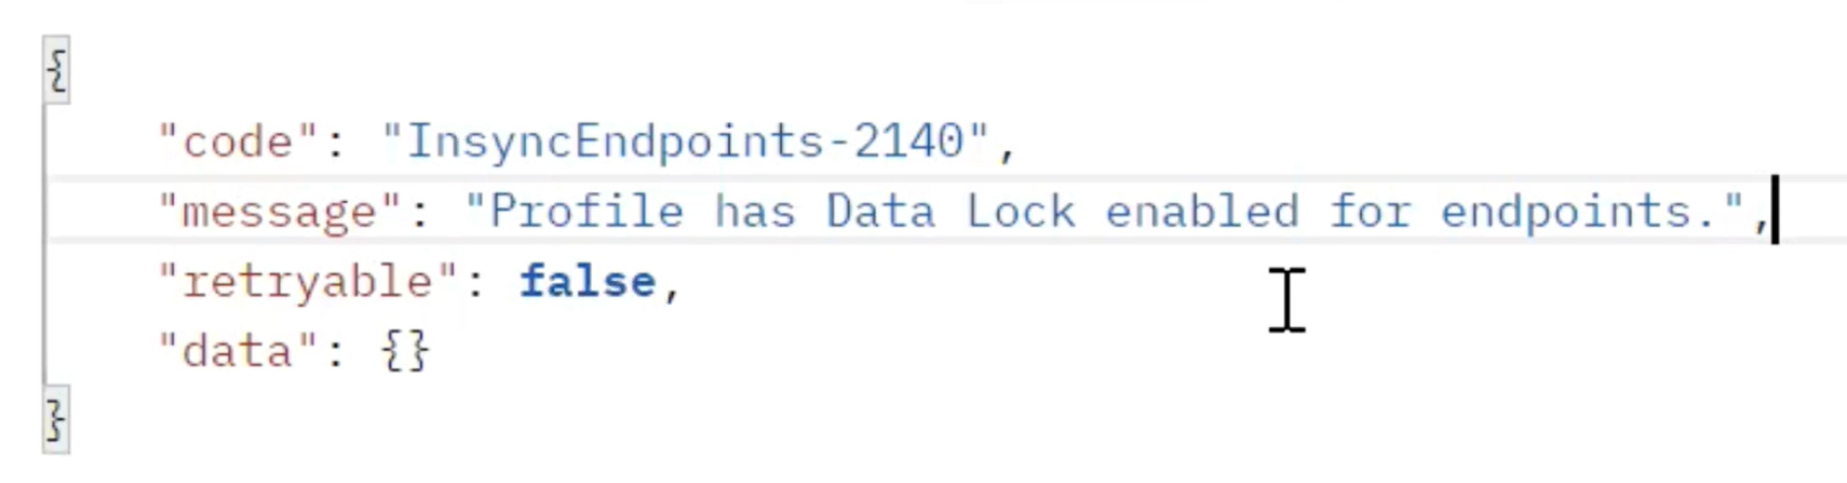 {
    "code": "InsyncEndpoints-2140",
    "message": "Profile has Data Lock enabled for endpoints.",
    "retryable": false,
    "data": {}
}